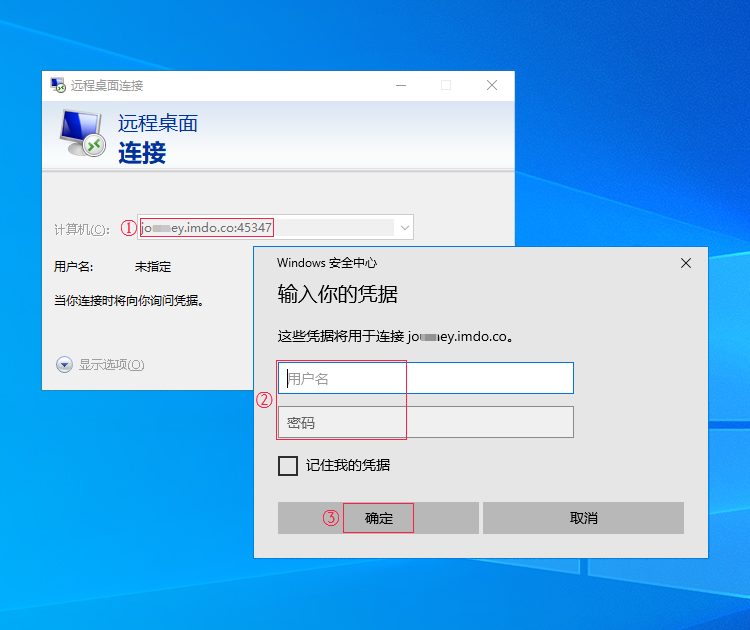 远程桌面连接
远程桌面
连接
计算机(C):
① jo ey.imdo.co:45347
用户名:
未指定
当你连接时将向你询问凭据。
显示选项(O)
Windows 安全中心
输入你的凭据
这些凭据将用于连接 jo ey.imdo.co。
用户名
②
密码
记住我的凭据
③ 确定
取消